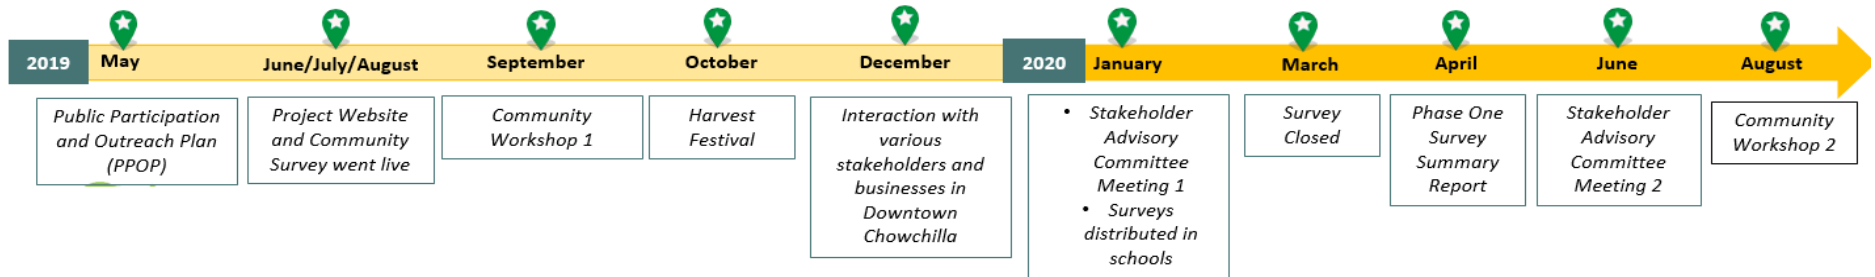 2019
May
June/July/August
September
October
December
2020
January
March
April
June
August
Public Participation
and Outreach Plan
(PPOP)
Project Website
and Community
Survey went live
Community
Workshop 1
Harvest
Festival
Interaction with
various
stakeholders and
businesses in
Downtown
Chowchilla
• Stakeholder
Advisory
Committee
Meeting 1
• Surveys
distributed in
schools
Survey
Closed
Phase One
Survey
Summary
Report
Stakeholder
Advisory
Committee
Meeting 2
Community
Workshop 2